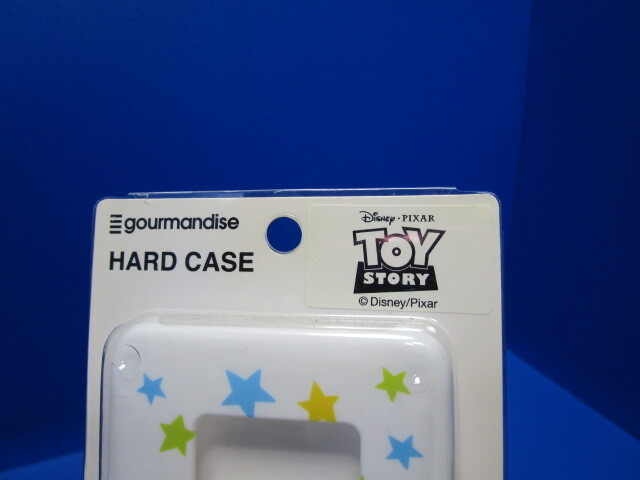 gourmandise
HARD CASE
Disney · PIXAR
TOY
STORY
© Disney/Pixar